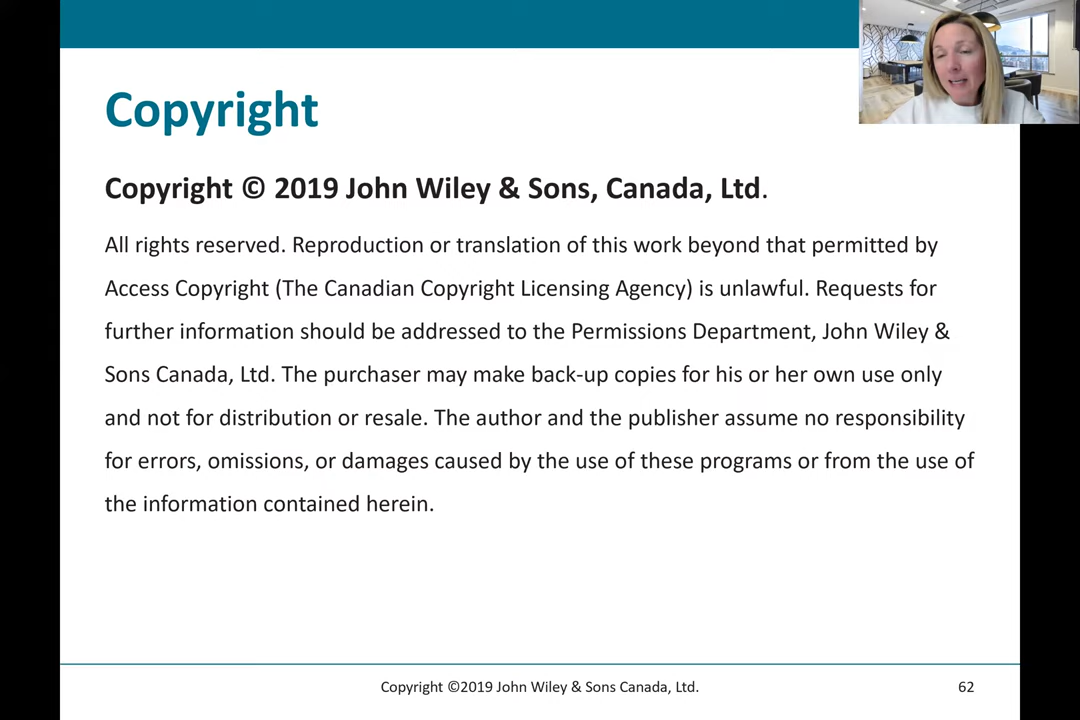 Copyright
Copyright © 2019 John Wiley & Sons, Canada, Ltd.
All rights reserved. Reproduction or translation of this work beyond that permitted by
Access Copyright (The Canadian Copyright Licensing Agency) is unlawful. Requests for
further information should be addressed to the Permissions Department, John Wiley &
Sons Canada, Ltd. The purchaser may make back-up copies for his or her own use only
and not for distribution or resale. The author and the publisher assume no responsibility
for errors, omissions, or damages caused by the use of these programs or from the use of
the information contained herein.
Copyright ©2019 John Wiley & Sons Canada, Ltd.
62